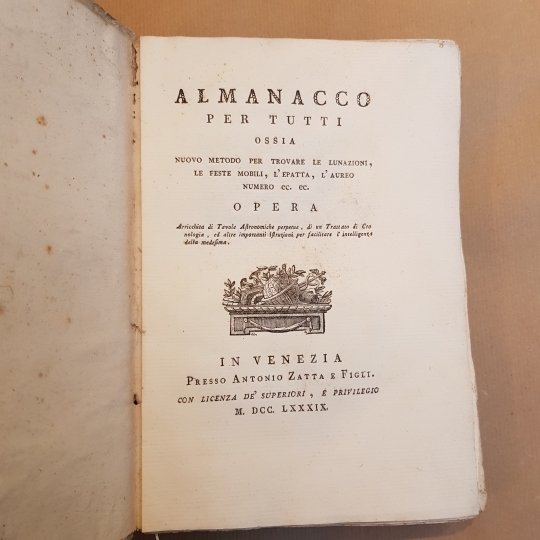 ALMANACCO
PER TUTTI
OSSIA
NUOVO METODO PER TROVARE LE LUNAZIONI,
LE FESTE MOBILI, L'EPATTA, L'AUREO
NUMERO EC. EC.
OPERA
Arricchita di Tavole Astronomiche perpetue, di un Trattato di Cro
nologia, ed altre importanti Istruzioni per facilitare l'intelligenza
della medesima.
IN VENEZIA
PRESSO ANTONIO ZATTA E FIGLI.
CON LICENZA DE' SUPERIORI, E PRIVILEGIO
M. DCC. LXXXIX.